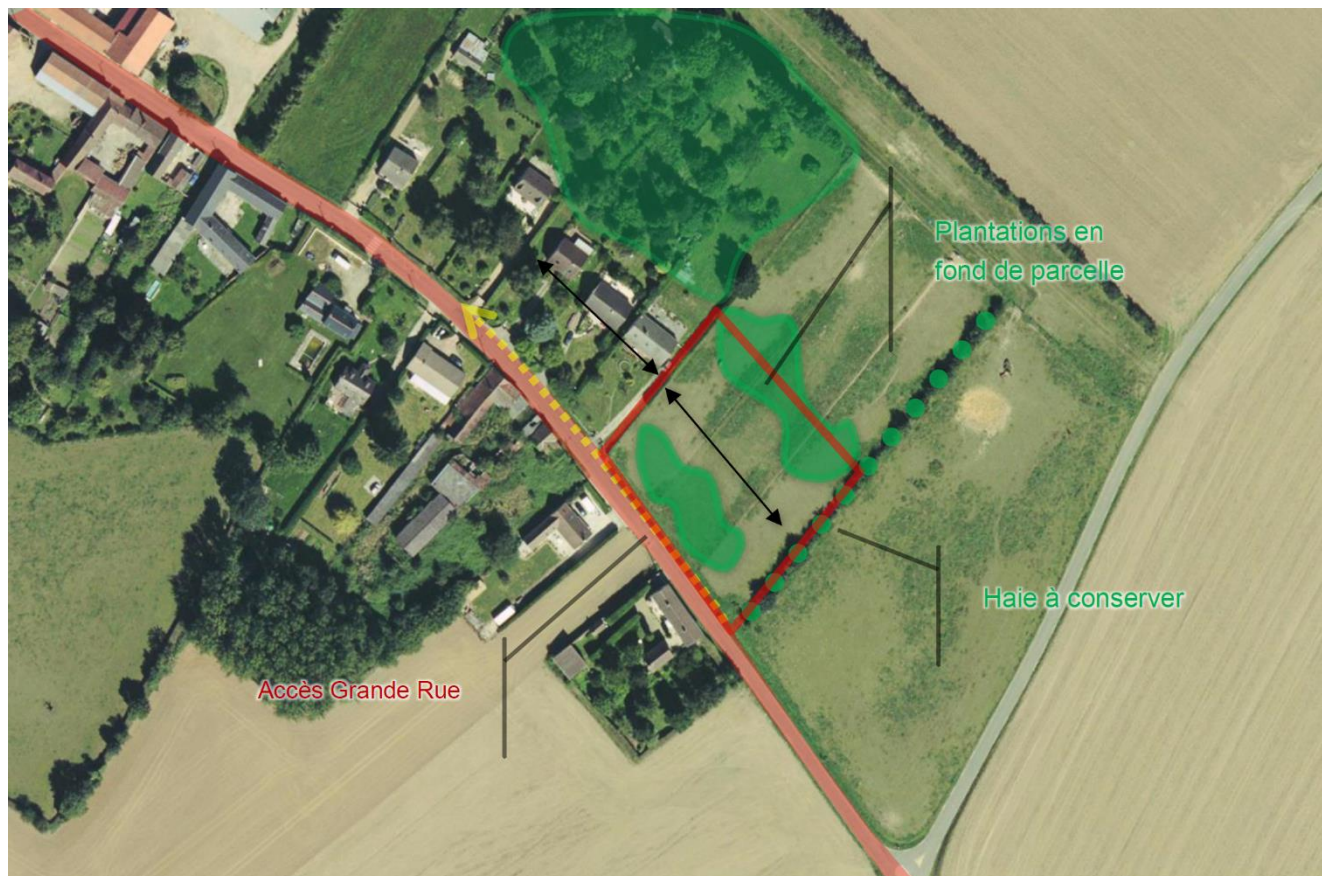 Plantations en
fond de parcelle
Haie à conserver
Accès Grande Rue